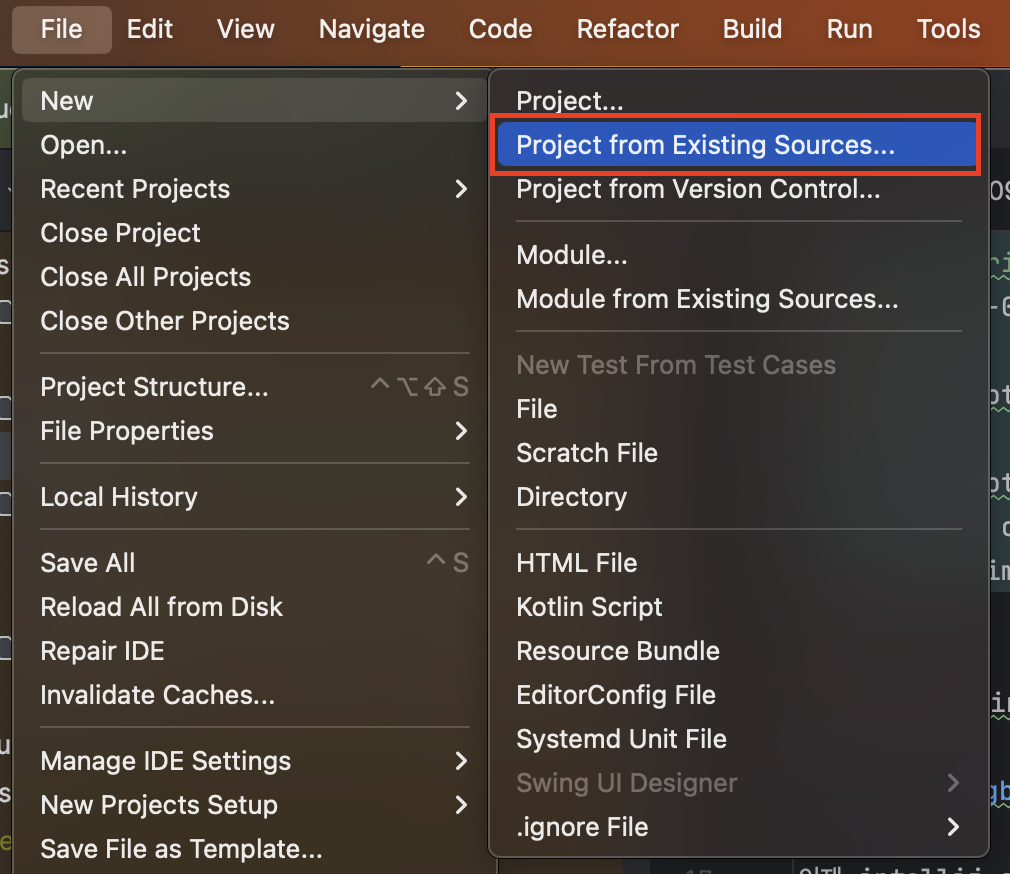 File Edit View Navigate Code Refactor Build Run Tools
New
Open...
Recent Projects
Close Project
Close All Projects
Close Other Projects
Project Structure... ⌃⌥⇧S
File Properties
Local History
Save All ⌃S
Reload All from Disk
Repair IDE
Invalidate Caches...
Manage IDE Settings
New Projects Setup
Save File as Template...
Project...
Project from Existing Sources...
Project from Version Control...
Module...
Module from Existing Sources...
New Test From Test Cases
File
Scratch File
Directory
HTML File
Kotlin Script
Resource Bundle
EditorConfig File
Systemd Unit File
Swing UI Designer
.ignore File